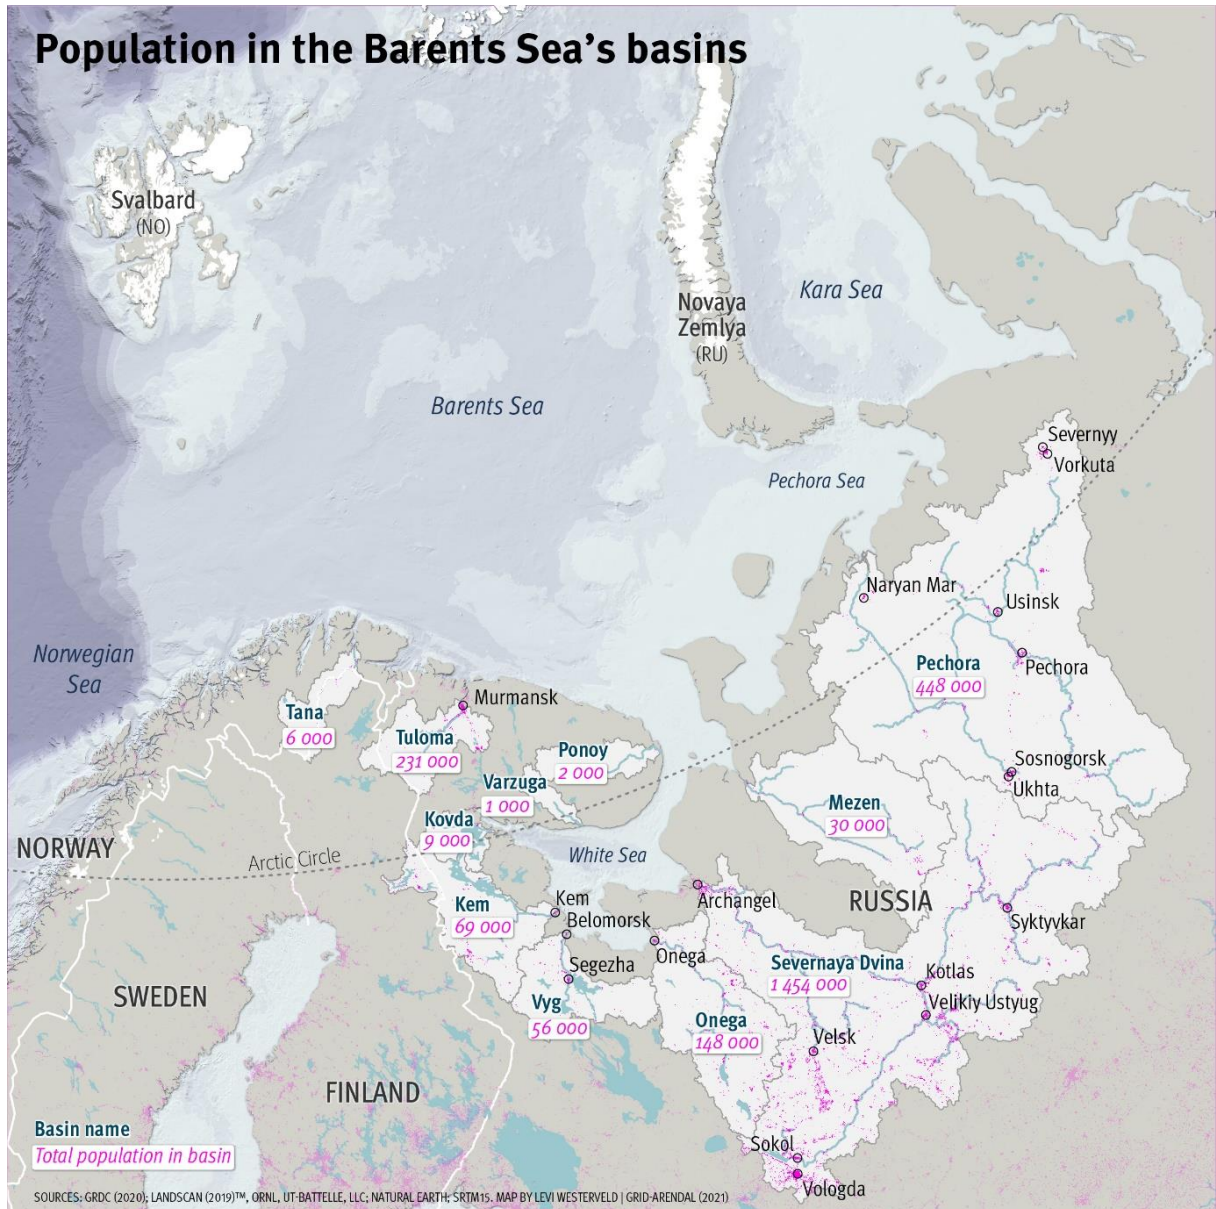 Population in the Barents Sea's basins
Svalbard
(NO)
Novaya
Zemlya
(RU)
Kara Sea
Barents Sea
Pechora Sea
Severnyy
Vorkuta
Naryan Mar
Usinsk
Norwegian
Sea
Pechora
448 000
Pechora
Murmansk
Tana
6 000
Tuloma
231 000
Ponoy
2 000
Varzuga
1 000
Sosnogorsk
Ukhta
Mezen
30 000
Kovda
9 000
NORWAY
Arctic Circle
White Sea
Kem
69 000
Kem
Belomorsk
Archangel
RUSSIA
Syktyvkar
Onega
Segezha
Severnaya Dvina
1 454 000
Kotlas
Velikiy Ustyug
SWEDEN
Vyg
56 000
Onega
148 000
Velsk
FINLAND
Basin name
Total population in basin
Sokol
Vologda
SOURCES: GRDC (2020); LANDSCAN (2019)™, ORNL, UT-BATTELLE, LLC; NATURAL EARTH; SRTM15. MAP BY LEVI WESTERVELD | GRID-ARENDAL (2021)